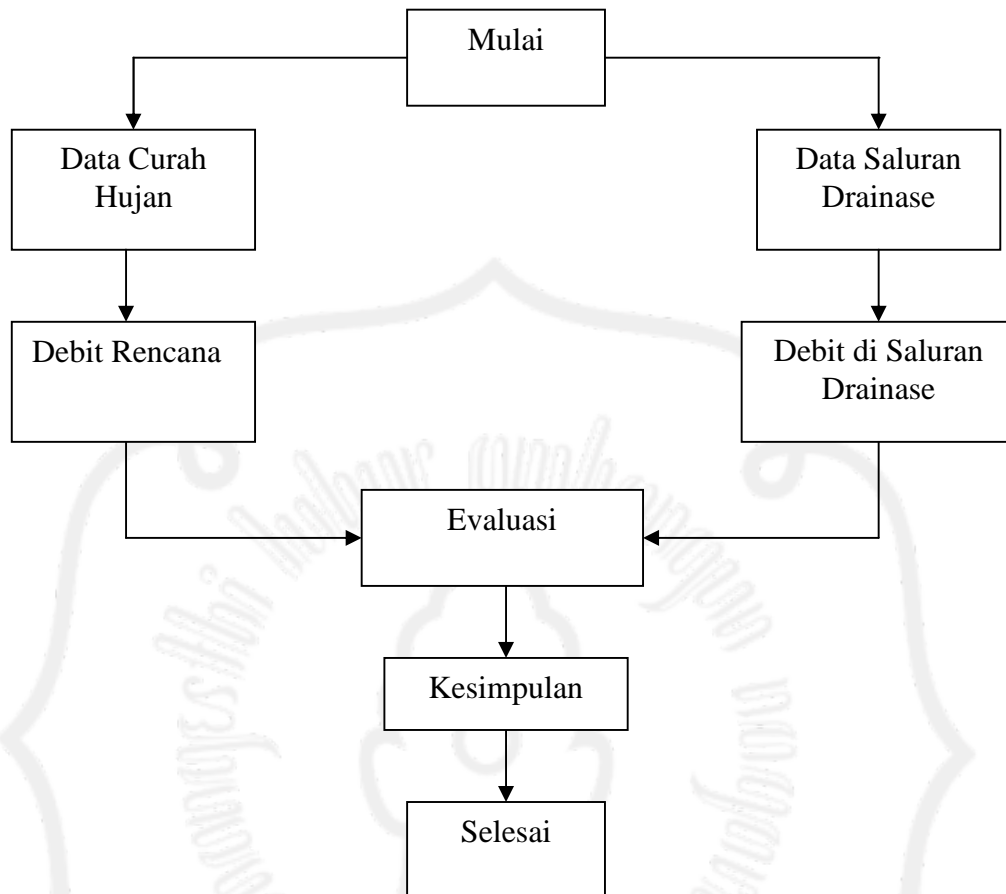 Mulai
Data Curah
Hujan
Data Saluran
Drainase
Debit Rencana
Debit di Saluran
Drainase
Evaluasi
Kesimpulan
Selesai